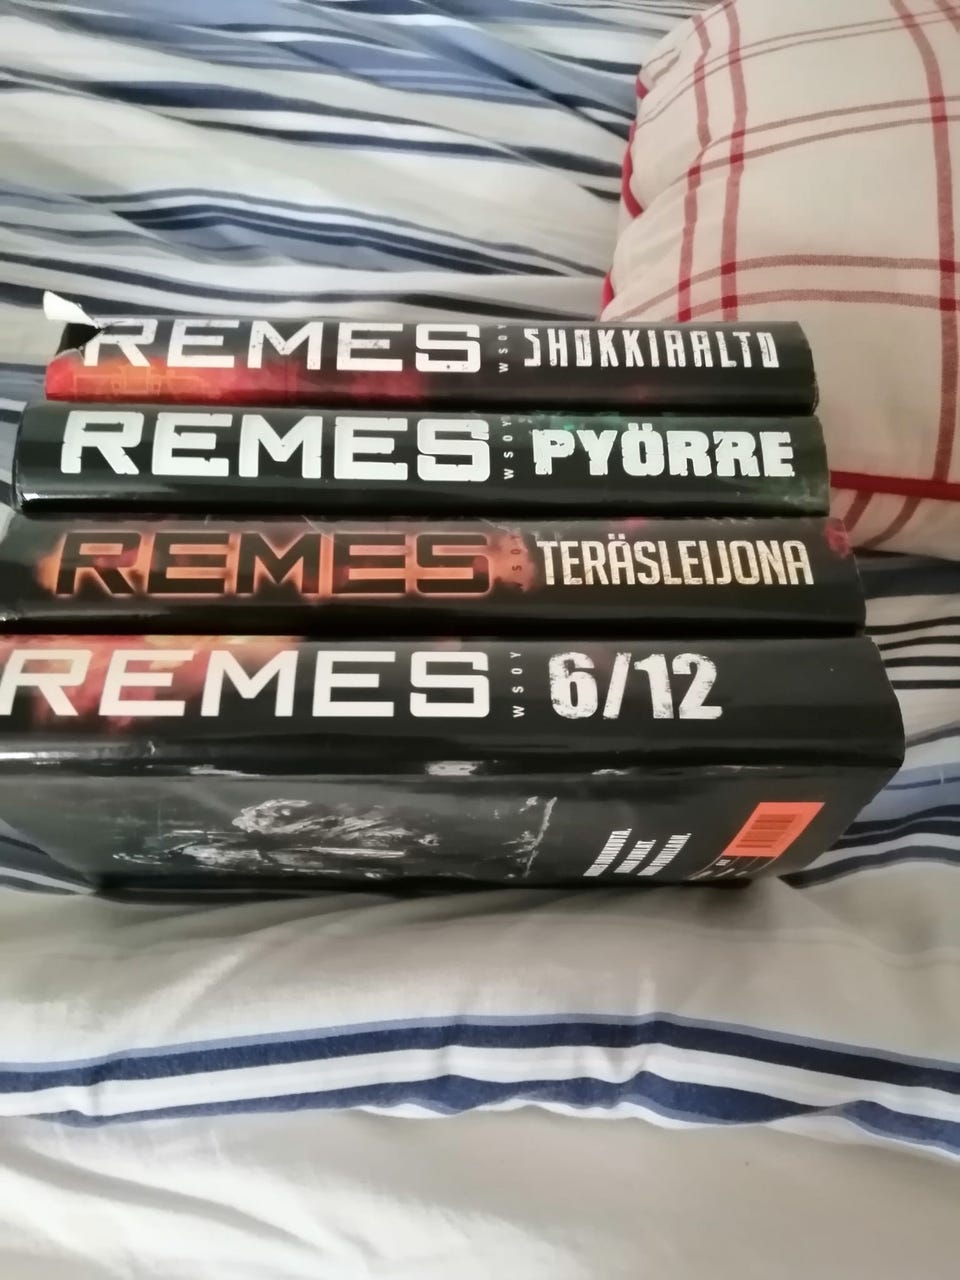 REMES WSOY SHOKKIAALTO
REMES WSOY PYÖRRE
REMES WSOY TERÄSLEIJONA
REMES WSOY 6/12